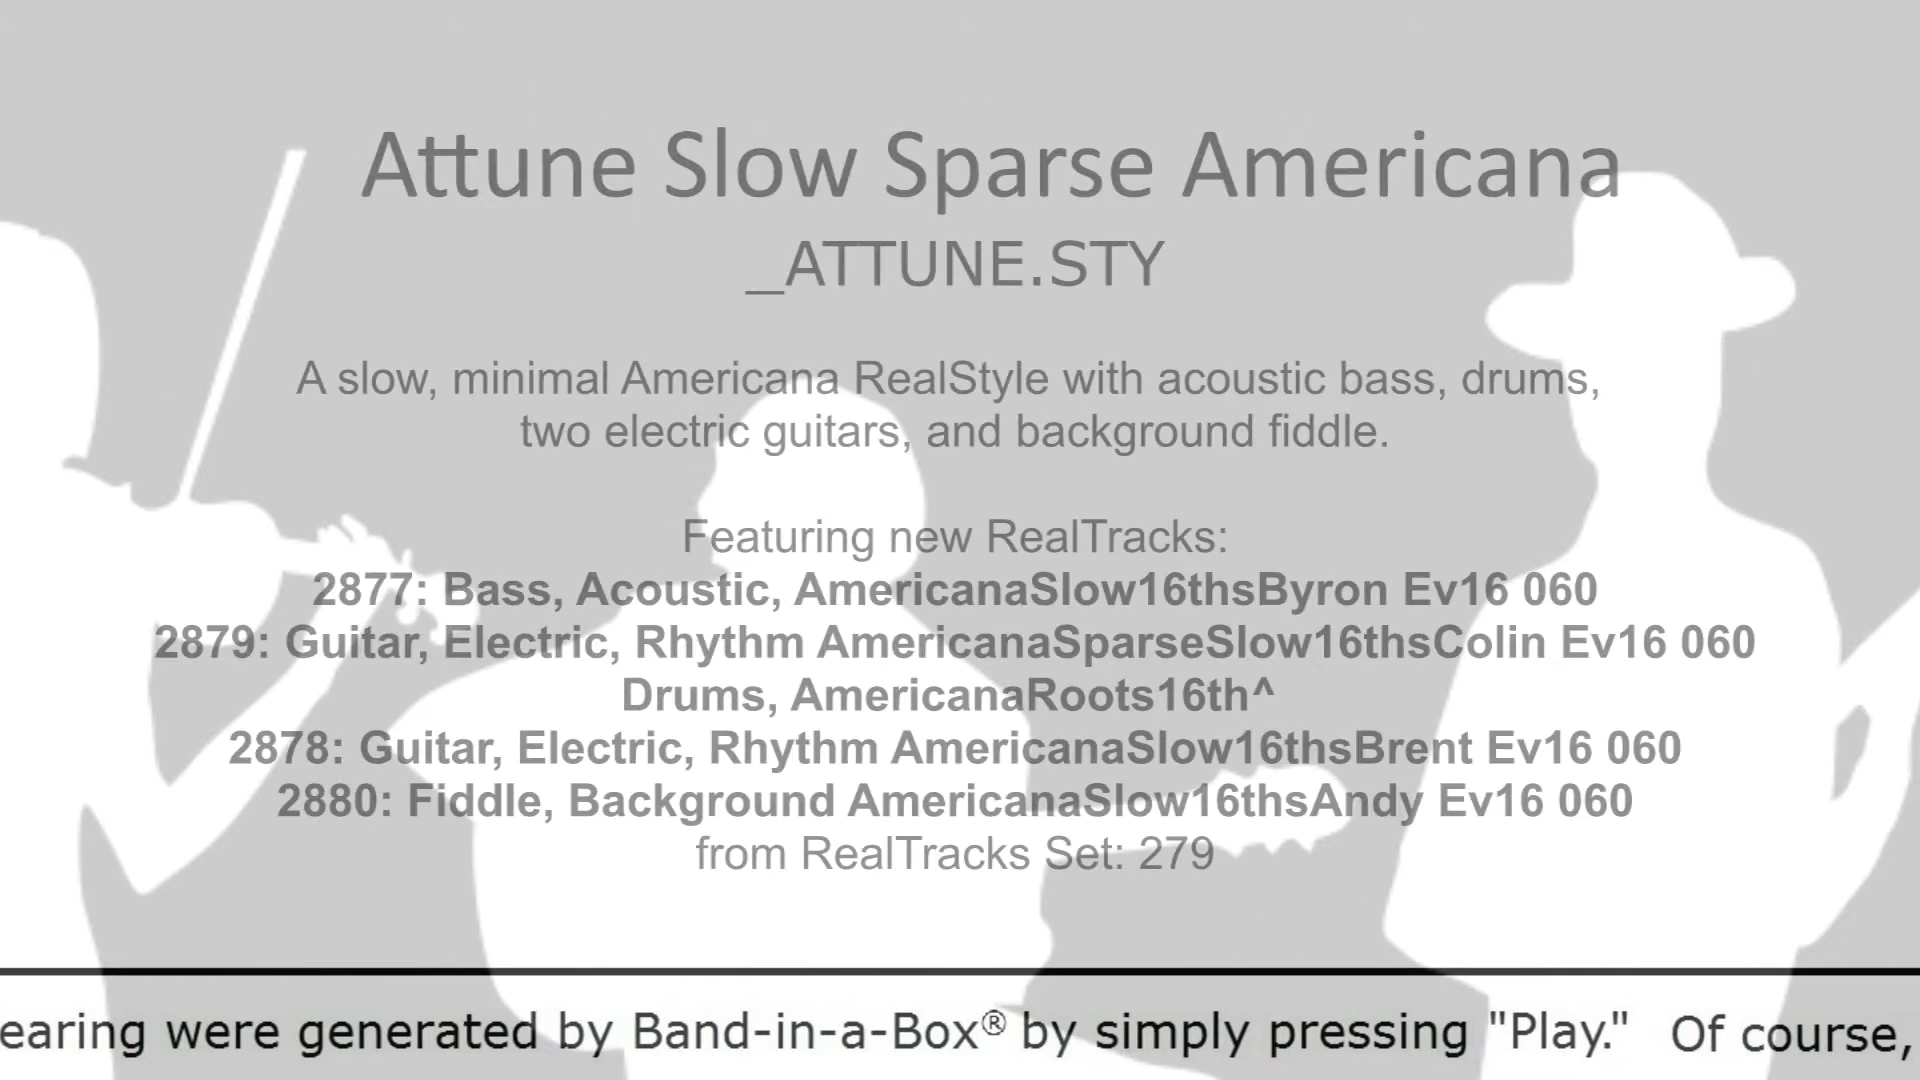 Attune Slow Sparse Americana
_ATTUNE.STY
A slow, minimal Americana RealStyle with acoustic bass, drums,
two electric guitars, and background fiddle.
Featuring new RealTracks:
2877: Bass, Acoustic, AmericanaSlow16thsByron Ev16 060
2879: Guitar, Electric, Rhythm AmericanaSparseSlow16thsColin Ev16 060
Drums, AmericanaRoots16th^
2878: Guitar, Electric, Rhythm AmericanaSlow16thsBrent Ev16 060
2880: Fiddle, Background AmericanaSlow16thsAndy Ev16 060
from RealTracks Set: 279
earing were generated by Band-in-a-Box® by simply pressing "Play." Of course,